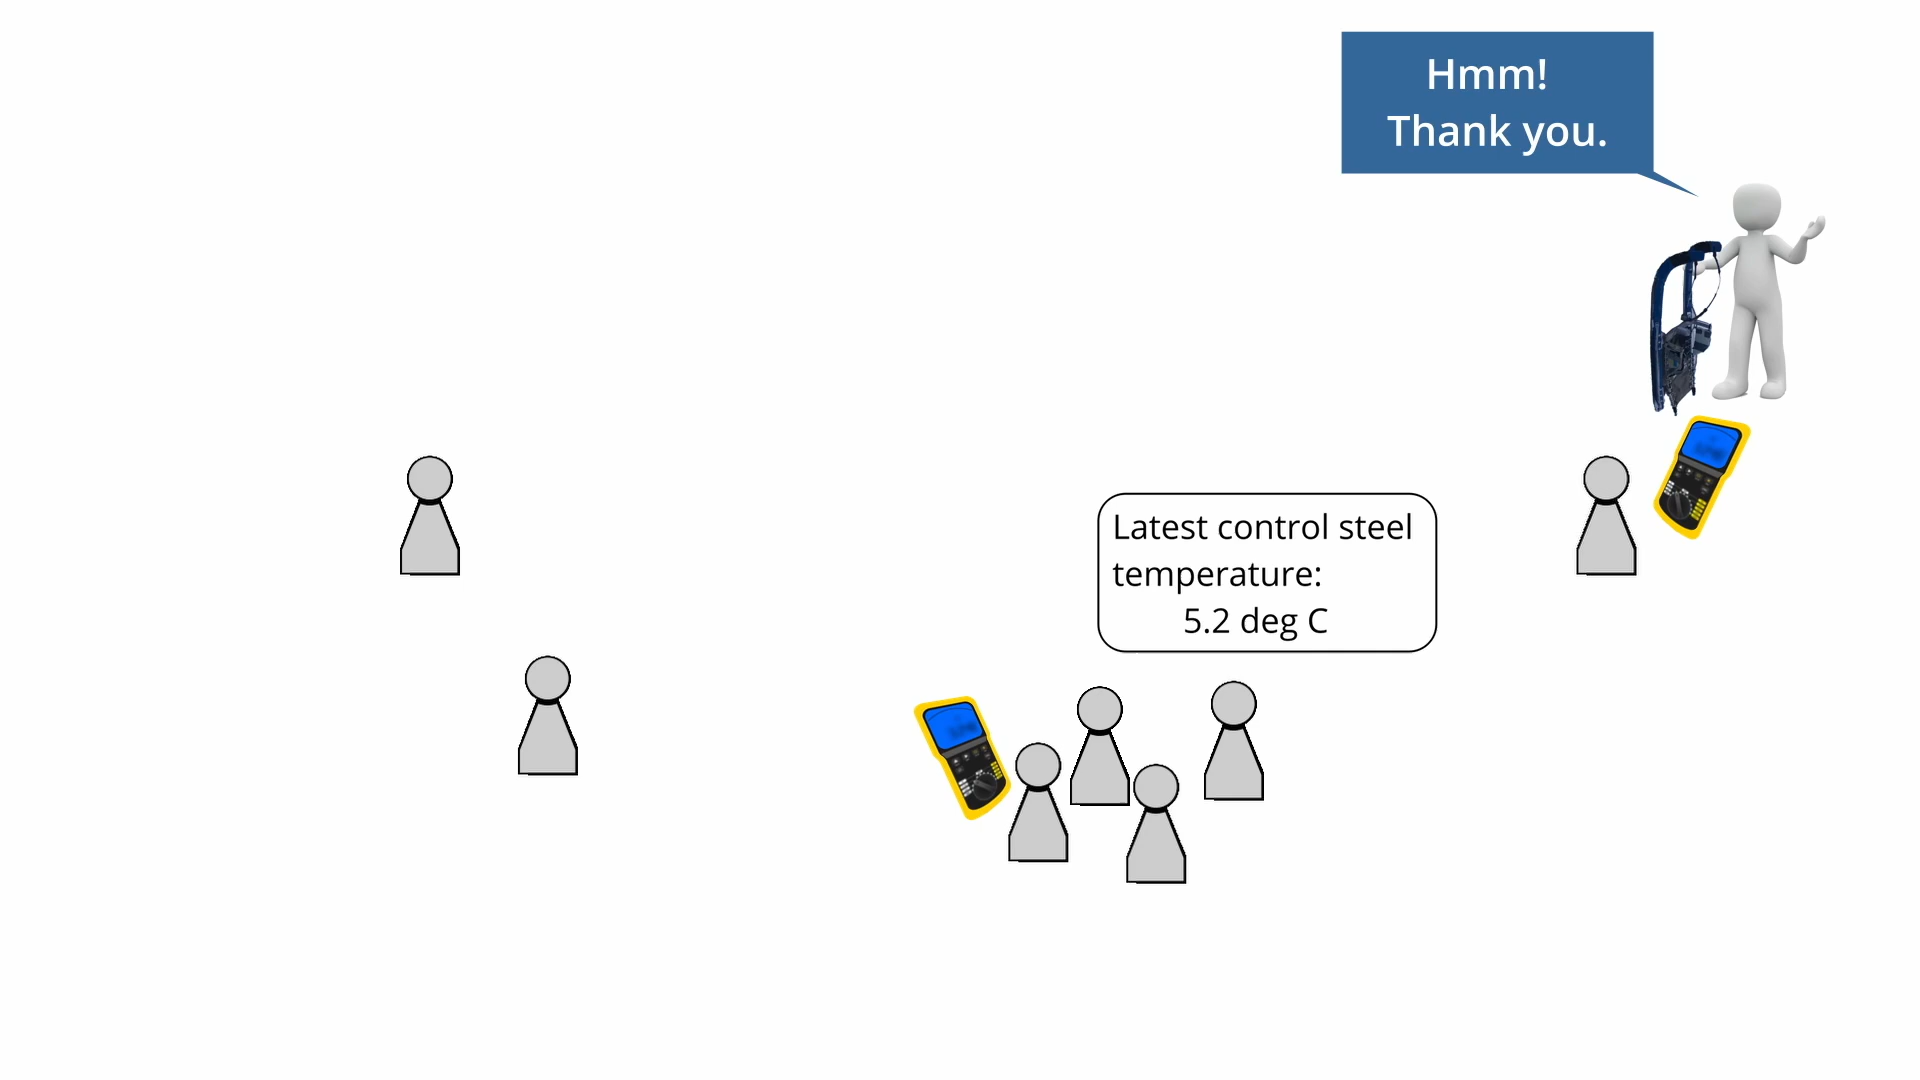 Hmm!
Thank you.
Latest control steel
temperature:
5.2 deg C